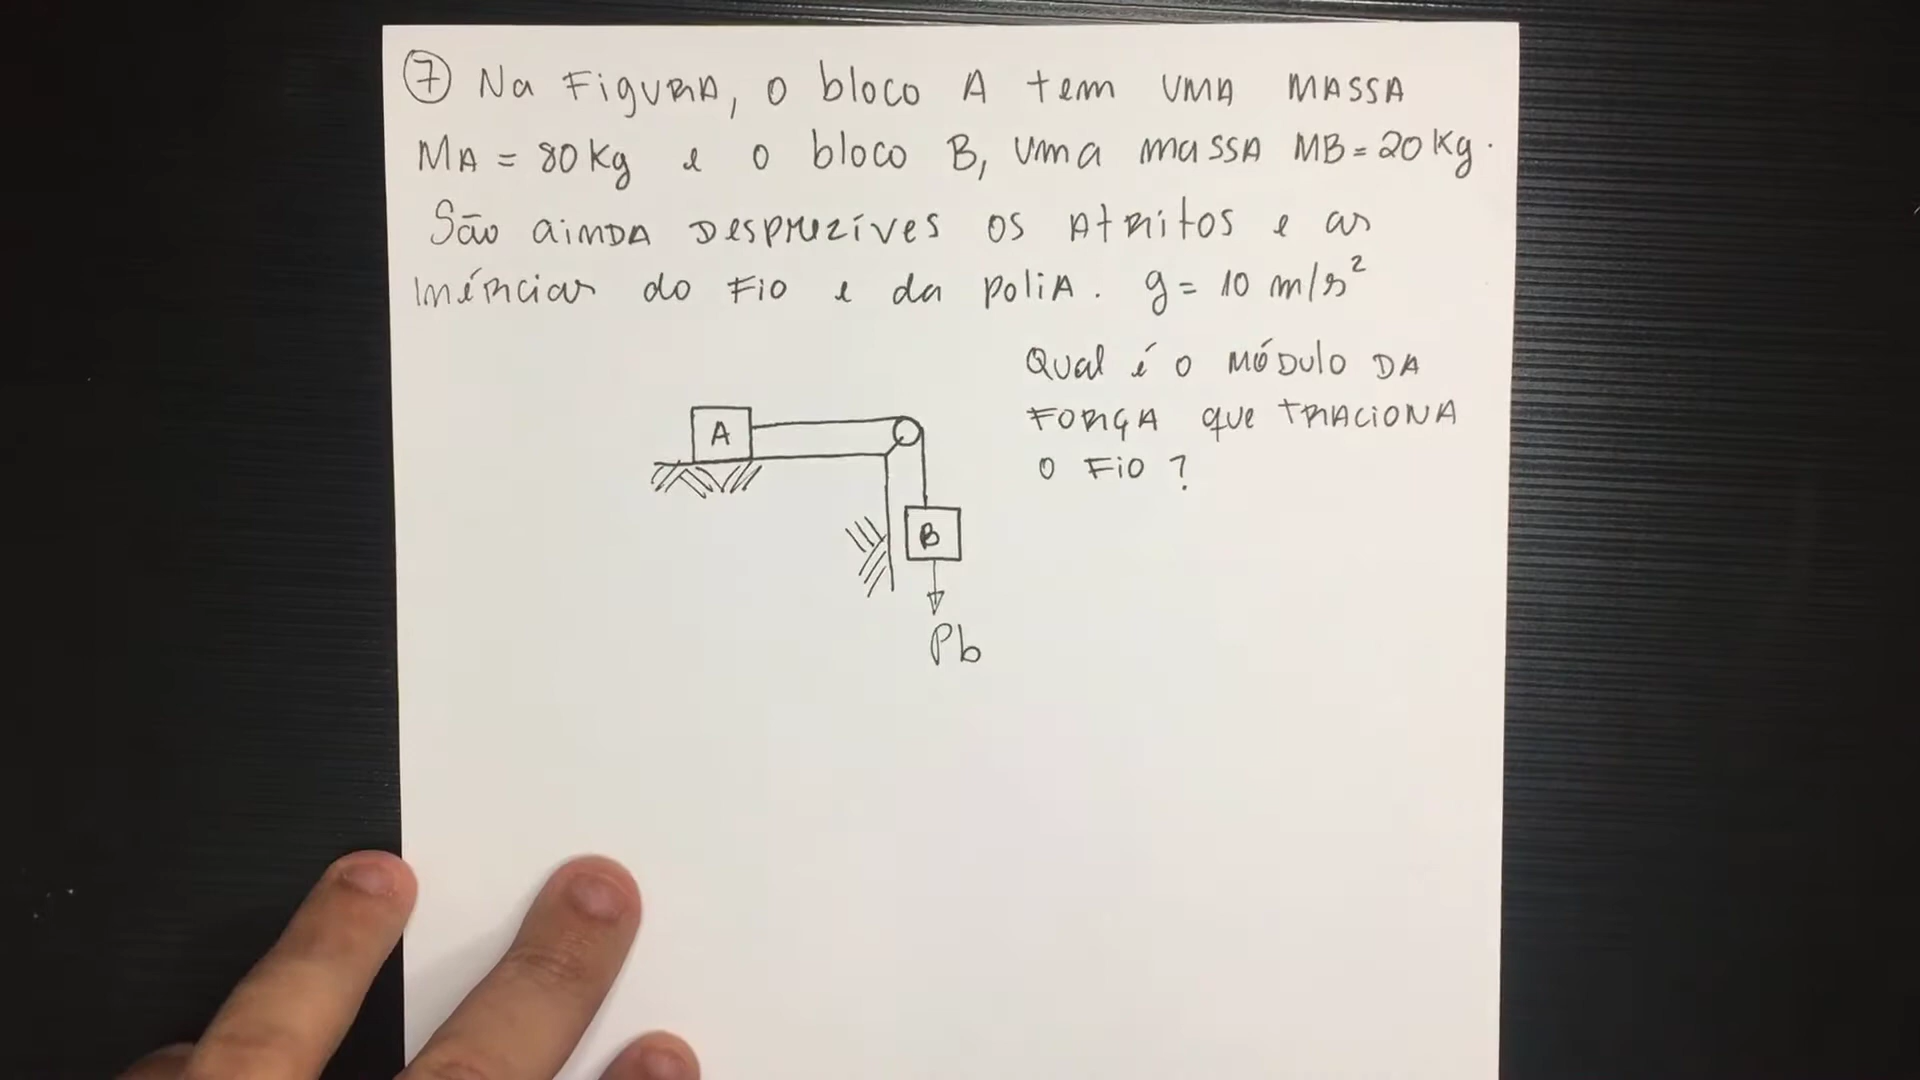 7 Na FiguRA, o bloco A tem UMA MASSA
MA = 80 Kg e o bloco B, uma massA MB = 20 Kg.
São ainDA DespRezíves os AtRitos e as
inéRcias do Fio e da poliA. g = 10 m/s²
Qual é o MóDulo DA
FoRçA que tRACIONA
o Fio ?
A
B
Pb